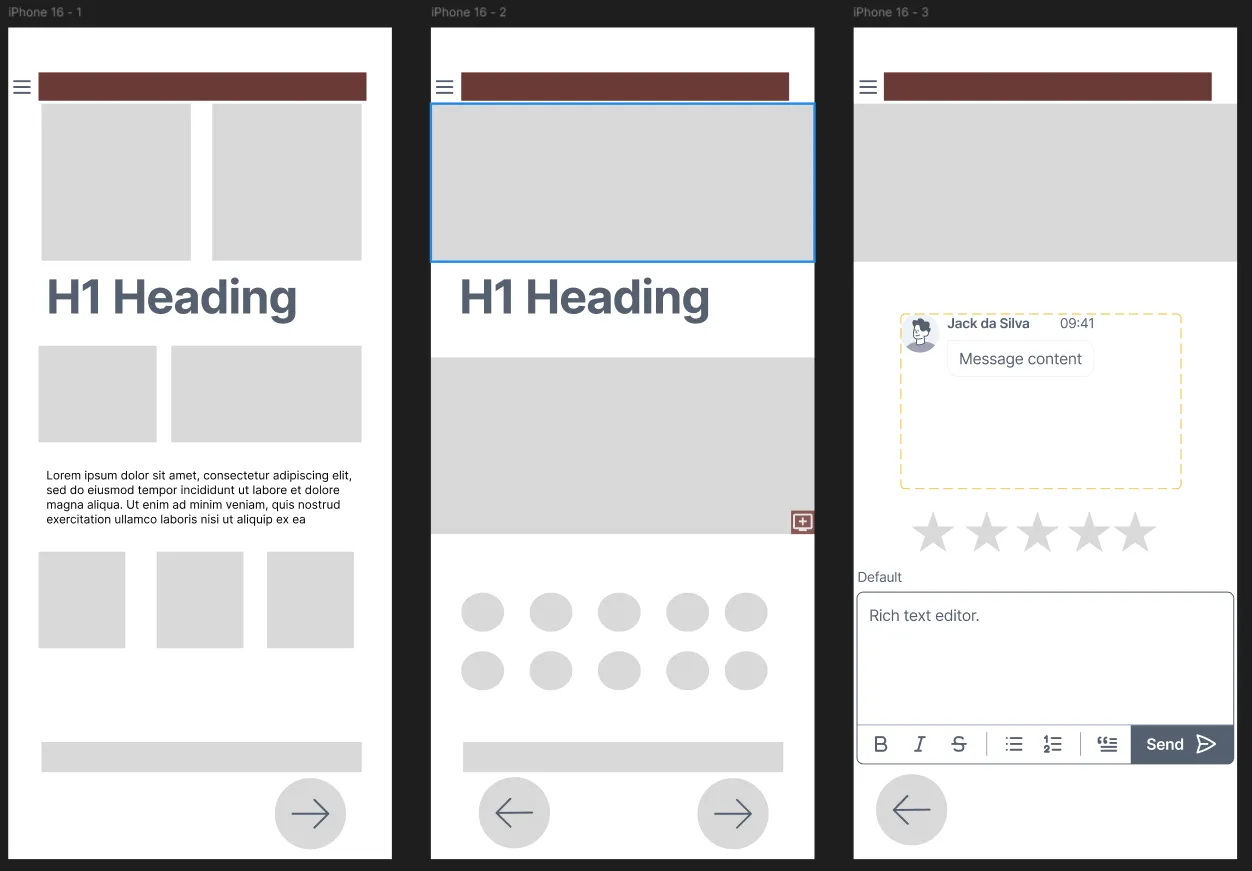 iPhone 16 - 1
H1 Heading
Lorem ipsum dolor sit amet, consectetur adipiscing elit,
sed do eiusmod tempor incididunt ut labore et dolore
magna aliqua. Ut enim ad minim veniam, quis nostrud
exercitation ullamco laboris nisi ut aliquip ex ea
iPhone 16 - 2
H1 Heading
iPhone 16 - 3
Jack da Silva 09:41
Message content
Default
Rich text editor.
B I S Send